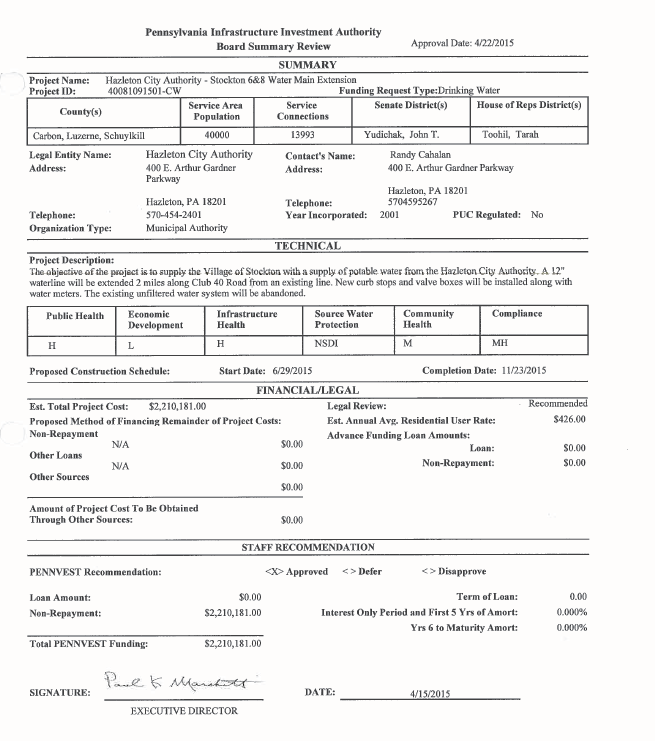 Pennsylvania Infrastructure Investment Authority
Board Summary Review
Approval Date: 4/22/2015
SUMMARY
Project Name: Hazleton City Authority - Stockton 6&8 Water Main Extension
Project ID: 40081091501-CW Funding Request Type:Drinking Water
County(s) Service Area Population Service Connections Senate District(s) House of Reps District(s)
Carbon, Luzerne, Schuylkill 40000 13993 Yudichak, John T. Toohil, Tarah
Legal Entity Name: Hazleton City Authority Contact's Name: Randy Cahalan
Address: 400 E. Arthur Gardner Address: 400 E. Arthur Gardner Parkway
Parkway
Hazleton, PA 18201
Hazleton, PA 18201 Telephone: 5704595267
Telephone: 570-454-2401 Year Incorporated: 2001 PUC Regulated: No
Organization Type: Municipal Authority
TECHNICAL
Project Description:
The objective of the project is to supply the Village of Stockton with a supply of potable water from the Hazleton City Authority. A 12"
waterline will be extended 2 miles along Club 40 Road from an existing line. New curb stops and valve boxes will be installed along with
water meters. The existing unfiltered water system will be abandoned.
Public Health Economic Development Infrastructure Health Source Water Protection Community Health Compliance
H L H NSDI M MH
Proposed Construction Schedule: Start Date: 6/29/2015 Completion Date: 11/23/2015
FINANCIAL/LEGAL
Est. Total Project Cost: $2,210,181.00 Legal Review: Recommended
Proposed Method of Financing Remainder of Project Costs: Est. Annual Avg. Residential User Rate: $426.00
Non-Repayment Advance Funding Loan Amounts:
N/A $0.00 Loan: $0.00
Other Loans
N/A $0.00 Non-Repayment: $0.00
Other Sources
$0.00
Amount of Project Cost To Be Obtained
Through Other Sources: $0.00
STAFF RECOMMENDATION
PENNVEST Recommendation: <X> Approved < > Defer < > Disapprove
Loan Amount: $0.00 Term of Loan: 0.00
Non-Repayment: $2,210,181.00 Interest Only Period and First 5 Yrs of Amort: 0.000%
Yrs 6 to Maturity Amort: 0.000%
Total PENNVEST Funding: $2,210,181.00
SIGNATURE: Paul K. Marchetti DATE: 4/15/2015
EXECUTIVE DIRECTOR